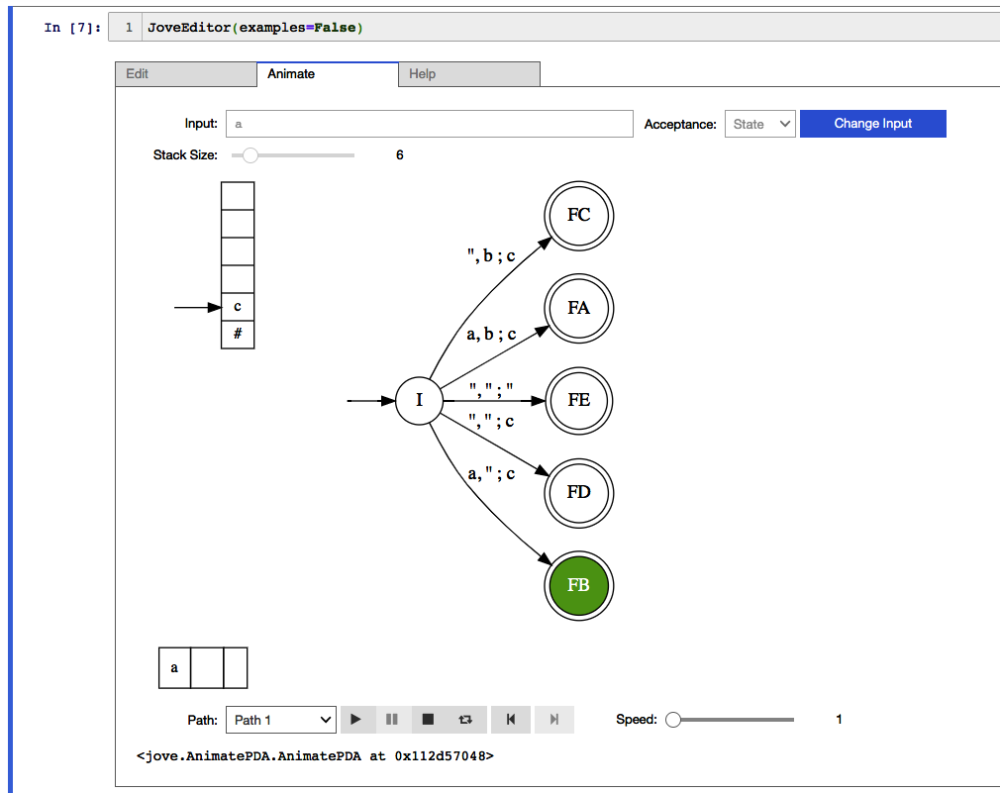 In [7]: 1 JoveEditor(examples=False)
Edit Animate Help
Input: a Acceptance: State Change Input
Stack Size: 6
FC
",b ; c
c
FA
#
a,b ; c
",";"
I
FE
","; c
a,"; c
FD
FB
a
Path: Path 1 Speed: 1
<jove.AnimatePDA.AnimatePDA at 0x112d57048>